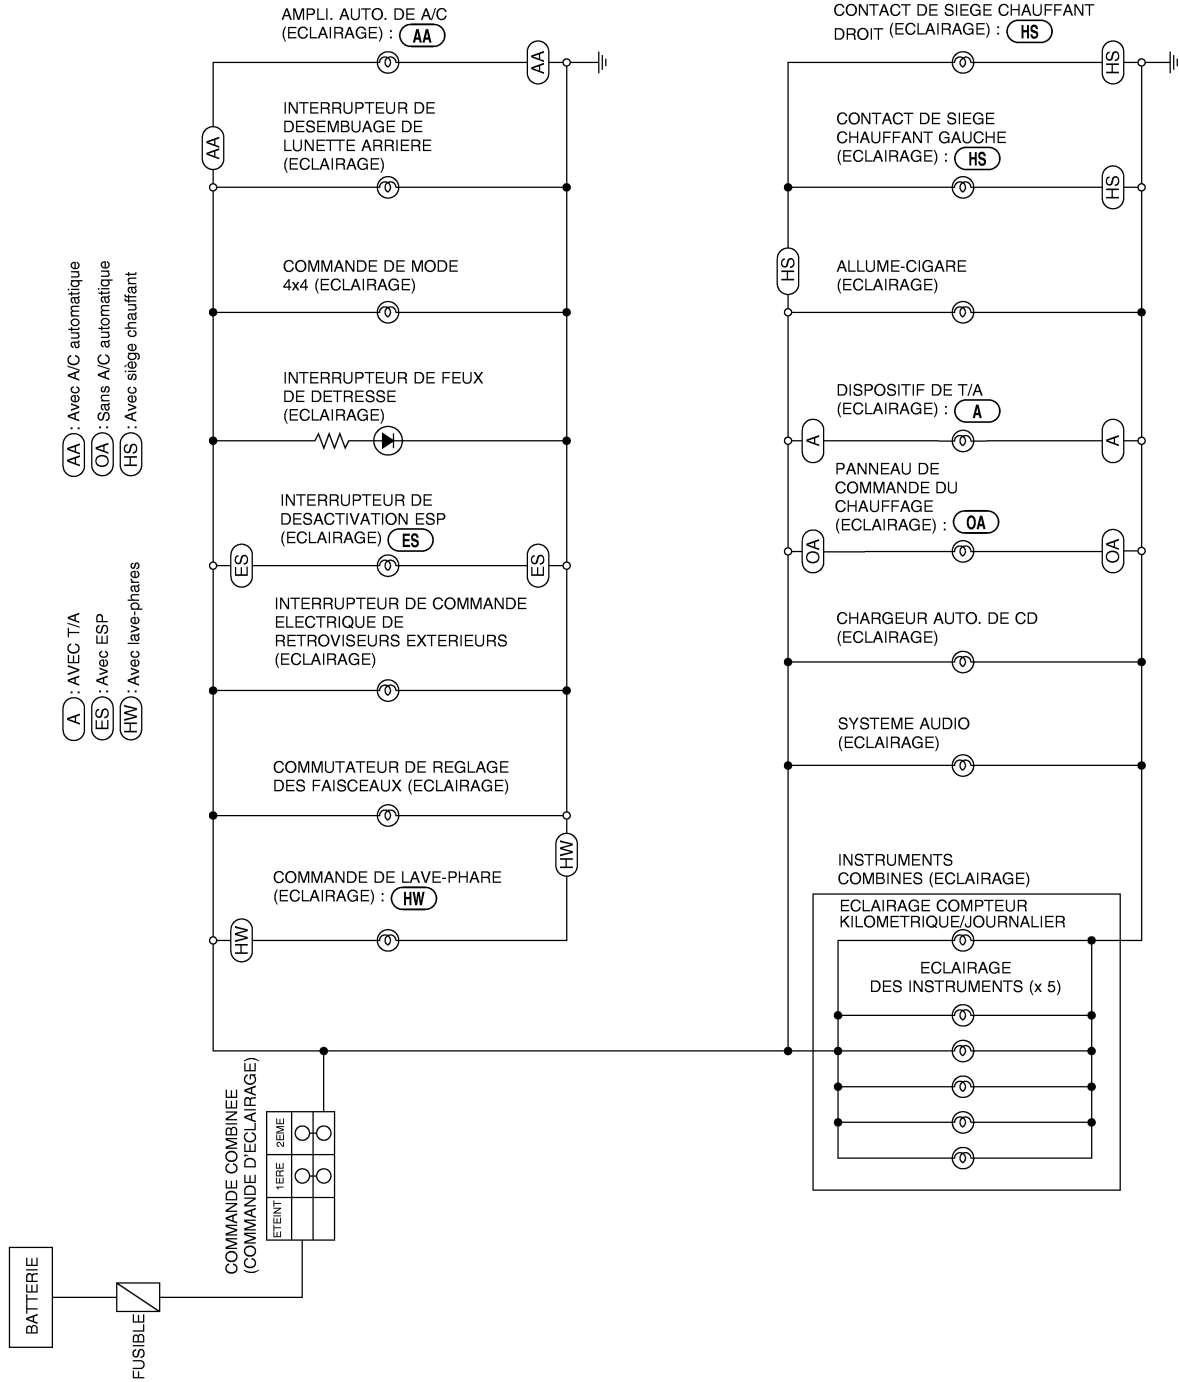 AMPLI. AUTO. DE A/C
(ECLAIRAGE) : AA
AA
AA
INTERRUPTEUR DE
DESEMBUAGE DE
LUNETTE ARRIERE
(ECLAIRAGE)
COMMANDE DE MODE
4x4 (ECLAIRAGE)
INTERRUPTEUR DE FEUX
DE DETRESSE
(ECLAIRAGE)
INTERRUPTEUR DE
DESACTIVATION ESP
(ECLAIRAGE) ES
ES
ES
INTERRUPTEUR DE COMMANDE
ELECTRIQUE DE
RETROVISEURS EXTERIEURS
(ECLAIRAGE)
COMMUTATEUR DE REGLAGE
DES FAISCEAUX (ECLAIRAGE)
HW
COMMANDE DE LAVE-PHARE
(ECLAIRAGE) : HW
HW
CONTACT DE SIEGE CHAUFFANT
DROIT (ECLAIRAGE) : HS
HS
CONTACT DE SIEGE
CHAUFFANT GAUCHE
(ECLAIRAGE) : HS
HS
HS
ALLUME-CIGARE
(ECLAIRAGE)
DISPOSITIF DE T/A
(ECLAIRAGE) : A
A
A
PANNEAU DE
COMMANDE DU
CHAUFFAGE
(ECLAIRAGE) : OA
OA
OA
CHARGEUR AUTO. DE CD
(ECLAIRAGE)
SYSTEME AUDIO
(ECLAIRAGE)
INSTRUMENTS
COMBINES (ECLAIRAGE)
ECLAIRAGE COMPTEUR
KILOMETRIQUE/JOURNALIER
ECLAIRAGE
DES INSTRUMENTS (x 5)
AA : Avec A/C automatique
OA : Sans A/C automatique
HS : Avec siège chauffant
A : AVEC T/A
ES : Avec ESP
HW : Avec lave-phares
COMMANDE COMBINEE
(COMMANDE D'ECLAIRAGE)
ETEINT
1ERE
2EME
BATTERIE
FUSIBLE